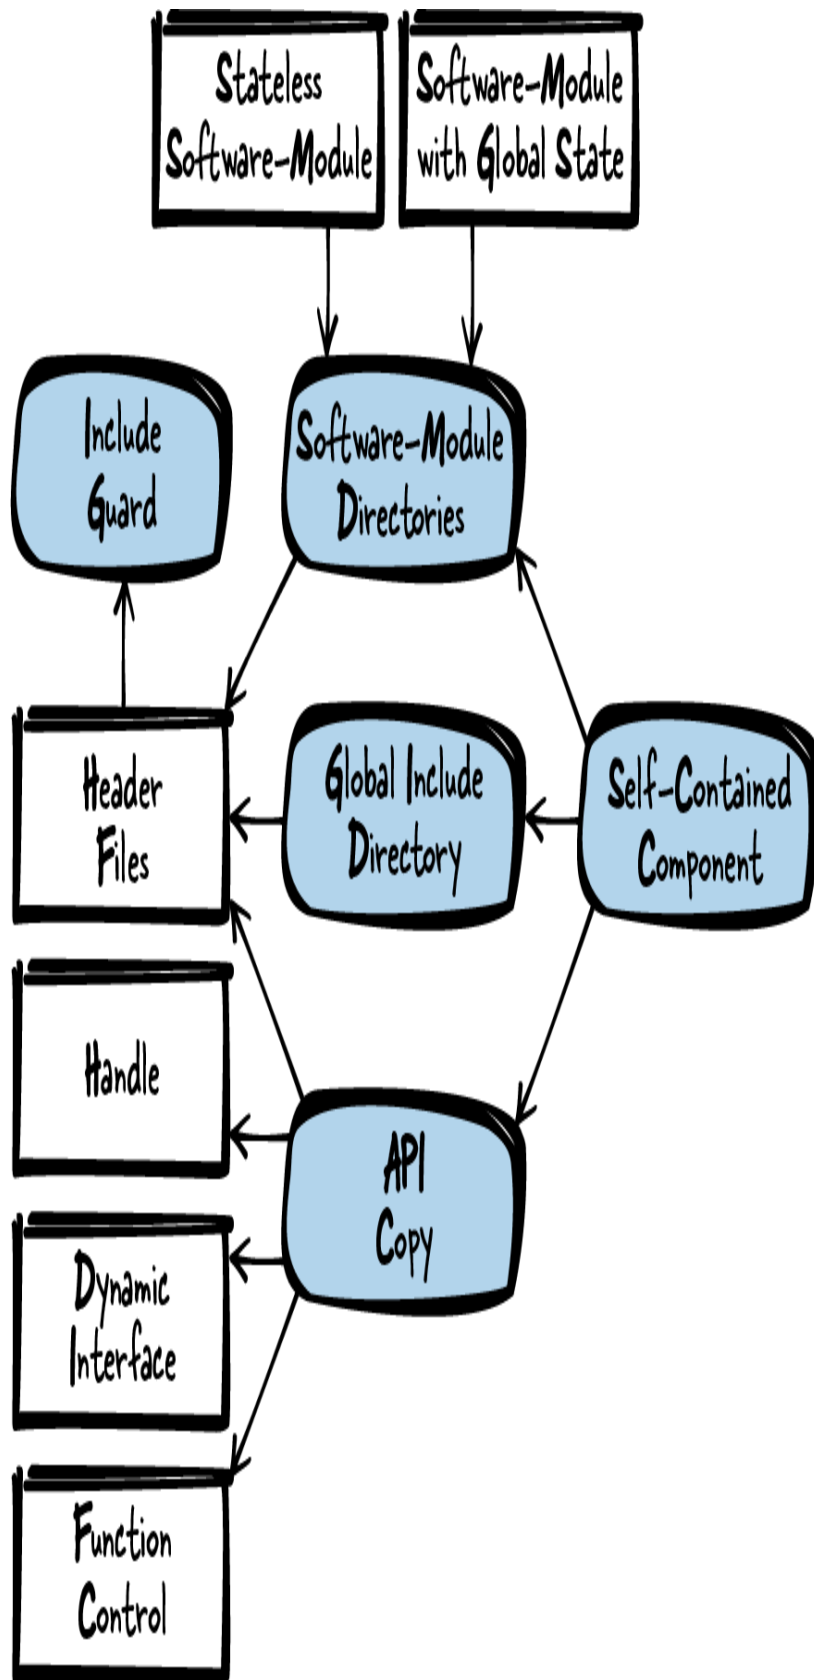 Stateless
Software-Module
Software-Module
with Global State
Include
Guard
Software-Module
Directories
Header
Files
Global Include
Directory
Self-Contained
Component
Handle
API
Copy
Dynamic
Interface
Function
Control